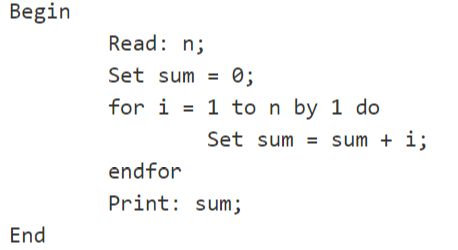 Begin
Read: n;
Set sum = 0;
for i = 1 to n by 1 do
Set sum = sum + i;
endfor
Print: sum;
End